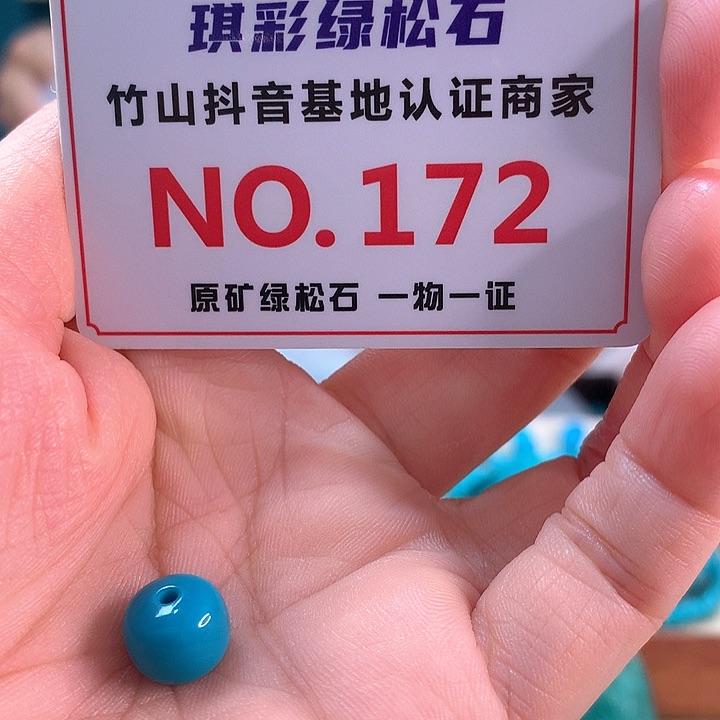 琪彩绿松石
竹山抖音基地认证商家
NO.172
原矿绿松石 一物一证